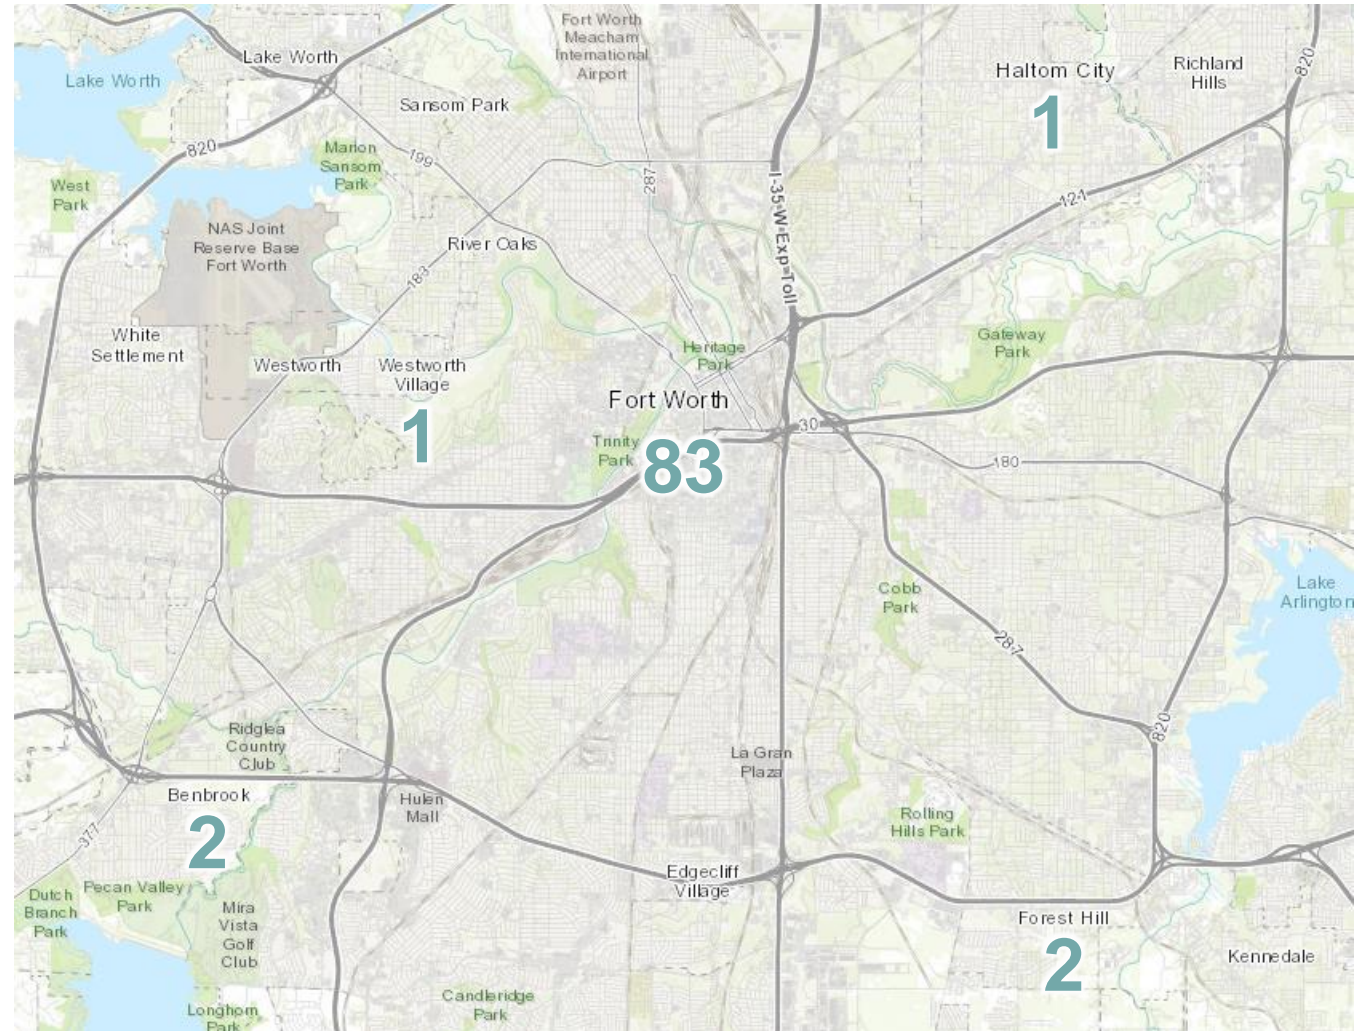 Fort Worth
Meacham
International
Airport
Lake Worth
Lake Worth
Haltom City
1
Richland
Hills
820
Sansom Park
820
199
Marion
Sansom
Park
287
West
Park
I-35-W-Exp-Toll
121
NAS Joint
Reserve Base
Fort Worth
River Oaks
183
White
Settlement
Westworth
Westworth
Village
1
Heritage
Park
Gateway
Park
Fort Worth
83
Trinity
Park
30
180
Cobb
Park
Lake
Arlington
287
820
Ridglea
Country
Club
La Gran
Plaza
Benbrook
2
Hulen
Mall
377
Rolling
Hills Park
Edgecliff
Village
Dutch
Branch
Park
Pecan Valley
Park
Mira
Vista
Golf
Club
Forest Hill
2
Kennedale
Candleridge
Park
Longhorn
Park